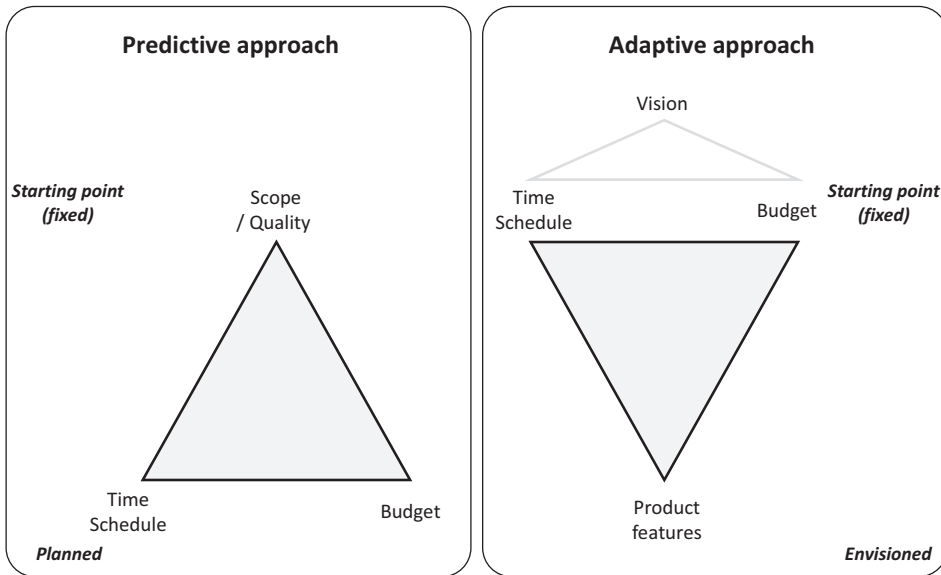 Predictive approach
Starting point
(fixed)
Scope
/ Quality
Time
Schedule
Budget
Planned
Adaptive approach
Vision
Time
Schedule
Budget
Starting point
(fixed)
Product
features
Envisioned